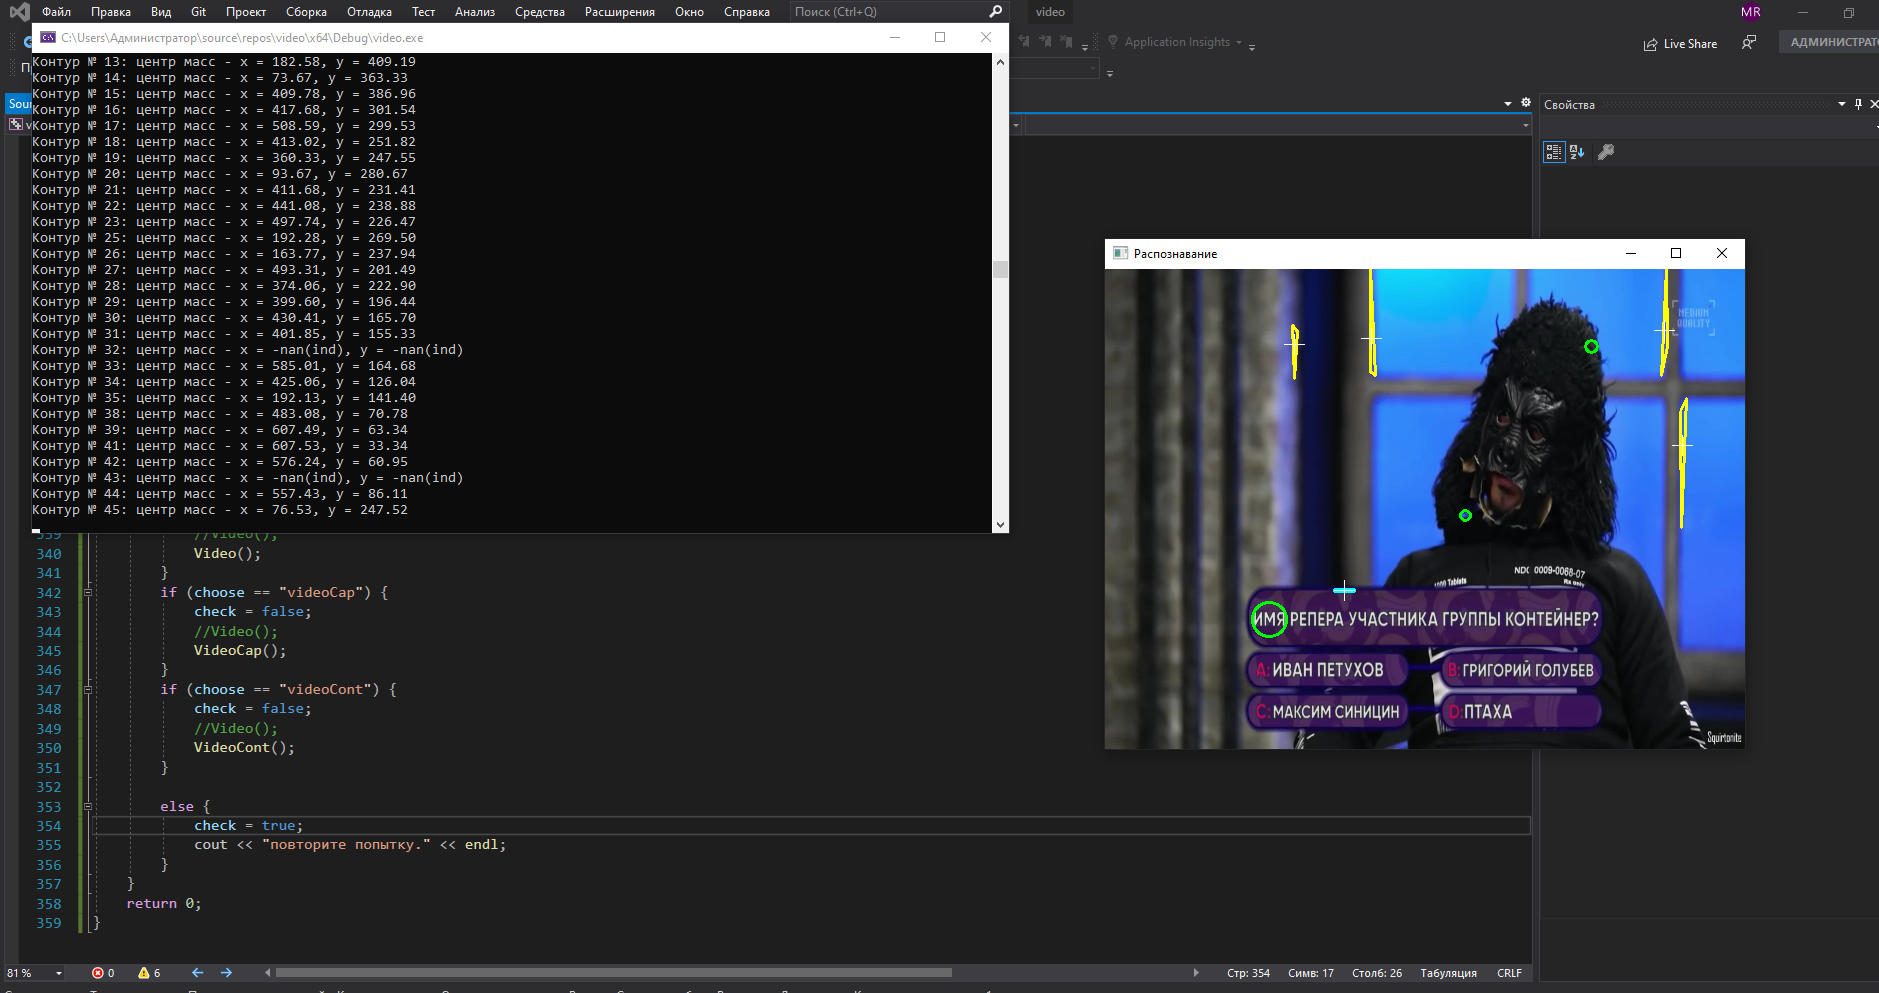 Файл Правка Вид Git Проект Сборка Отладка Тест Анализ Средства Расширения Окно Справка Поиск (Ctrl+Q) video MR
C:\Users\Администратор\source\repos\video\x64\Debug\video.exe
Application Insights Live Share
Контур № 13: центр масс - x = 182.58, y = 409.19
Контур № 14: центр масс - x = 73.67, y = 363.33
Контур № 15: центр масс - x = 409.78, y = 386.96
Контур № 16: центр масс - x = 417.68, y = 301.54
Контур № 17: центр масс - x = 508.59, y = 299.53
Контур № 18: центр масс - x = 413.02, y = 251.82
Контур № 19: центр масс - x = 360.33, y = 247.55
Контур № 20: центр масс - x = 93.67, y = 280.67
Контур № 21: центр масс - x = 411.68, y = 231.41
Контур № 22: центр масс - x = 441.08, y = 238.88
Контур № 23: центр масс - x = 497.74, y = 226.47
Контур № 25: центр масс - x = 192.28, y = 269.50
Контур № 26: центр масс - x = 163.77, y = 237.94
Контур № 27: центр масс - x = 493.31, y = 201.49
Контур № 28: центр масс - x = 374.06, y = 222.90
Контур № 29: центр масс - x = 399.60, y = 196.44
Контур № 30: центр масс - x = 430.41, y = 165.70
Контур № 31: центр масс - x = 401.85, y = 155.33
Контур № 32: центр масс - x = -nan(ind), y = -nan(ind)
Контур № 33: центр масс - x = 585.01, y = 164.68
Контур № 34: центр масс - x = 425.06, y = 126.04
Контур № 35: центр масс - x = 192.13, y = 141.40
Контур № 38: центр масс - x = 483.08, y = 70.78
Контур № 39: центр масс - x = 607.49, y = 63.34
Контур № 41: центр масс - x = 607.53, y = 33.34
Контур № 42: центр масс - x = 576.24, y = 60.95
Контур № 43: центр масс - x = -nan(ind), y = -nan(ind)
Контур № 44: центр масс - x = 557.43, y = 86.11
Контур № 45: центр масс - x = 76.53, y = 247.52
Свойства
Распознавание
MEDIUM
QUALITY
NDC 0009-0068-07
Rx only
Tablets
ИМЯ РЕПЕРА УЧАСТНИКА ГРУППЫ КОНТЕЙНЕР?
A: ИВАН ПЕТУХОВ B: ГРИГОРИЙ ГОЛУБЕВ
C: МАКСИМ СИНИЦИН D: ПТАХА
Squirtonite
339 //Video();
340 Video();
341 }
342 if (choose == "videoCap") {
343 check = false;
344 //Video();
345 VideoCap();
346 }
347 if (choose == "videoCont") {
348 check = false;
349 //Video();
350 VideoCont();
351 }
352
353 else {
354 check = true;
355 cout << "повторите попытку." << endl;
356 }
357 }
358 return 0;
359 }
81 % 0 6 Стр: 354 Симв: 17 Столб: 26 Табуляция CRLF